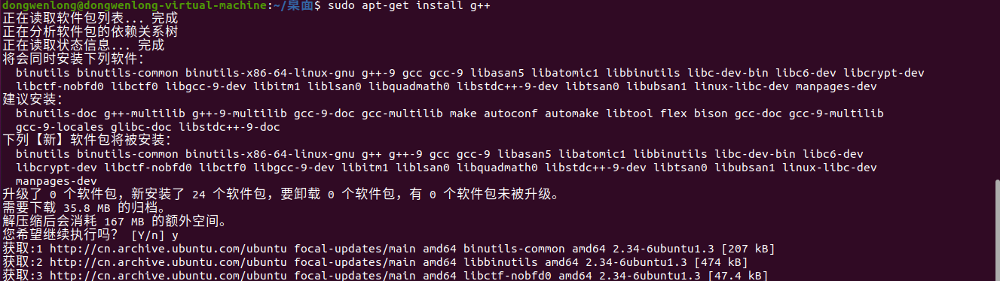 dongwenlong@dongwenlong-virtual-machine:~/桌面$ sudo apt-get install g++
正在读取软件包列表... 完成
正在分析软件包的依赖关系树
正在读取状态信息... 完成
将会同时安装下列软件：
binutils binutils-common binutils-x86-64-linux-gnu g++-9 gcc gcc-9 libasan5 libatomic1 libbinutils libc-dev-bin libc6-dev libcrypt-dev
libctf-nobfd0 libctf0 libgcc-9-dev libitm1 liblsan0 libquadmath0 libstdc++-9-dev libtsan0 libubsan1 linux-libc-dev manpages-dev
建议安装：
binutils-doc g++-multilib g++-9-multilib gcc-9-doc gcc-multilib make autoconf automake libtool flex bison gcc-doc gcc-9-multilib
gcc-9-locales glibc-doc libstdc++-9-doc
下列【新】软件包将被安装：
binutils binutils-common binutils-x86-64-linux-gnu g++ g++-9 gcc gcc-9 libasan5 libatomic1 libbinutils libc-dev-bin libc6-dev
libcrypt-dev libctf-nobfd0 libctf0 libgcc-9-dev libitm1 liblsan0 libquadmath0 libstdc++-9-dev libtsan0 libubsan1 linux-libc-dev
manpages-dev
升级了 0 个软件包，新安装了 24 个软件包，要卸载 0 个软件包，有 0 个软件包未被升级。
需要下载 35.8 MB 的归档。
解压缩后会消耗 167 MB 的额外空间。
您希望继续执行吗？ [Y/n] y
获取:1 http://cn.archive.ubuntu.com/ubuntu focal-updates/main amd64 binutils-common amd64 2.34-6ubuntu1.3 [207 kB]
获取:2 http://cn.archive.ubuntu.com/ubuntu focal-updates/main amd64 libbinutils amd64 2.34-6ubuntu1.3 [474 kB]
获取:3 http://cn.archive.ubuntu.com/ubuntu focal-updates/main amd64 libctf-nobfd0 amd64 2.34-6ubuntu1.3 [47.4 kB]